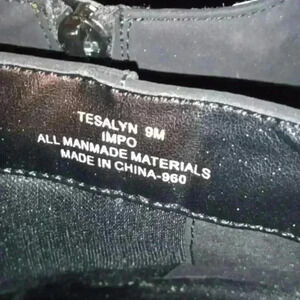 TESALYN 9M
IMPO
ALL MANMADE MATERIALS
MADE IN CHINA-960